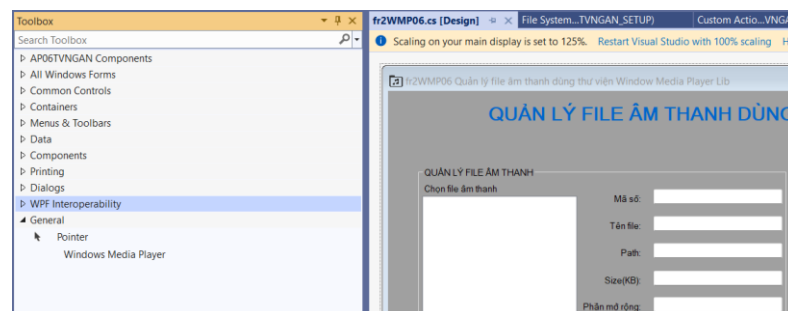 Toolbox
Search Toolbox
AP06TVNGAN Components
All Windows Forms
Common Controls
Containers
Menus & Toolbars
Data
Components
Printing
Dialogs
WPF Interoperability
General
Pointer
Windows Media Player
fr2WMP06.cs [Design]
File System...TVNGAN_SETUP)
Custom Actio...VNGA
Scaling on your main display is set to 125%. Restart Visual Studio with 100% scaling H
fr2WMP06 Quản lý file âm thanh dùng thư viện Window Media Player Lib
QUẢN LÝ FILE ÂM THANH DÙNG
QUẢN LÝ FILE ÂM THANH
Chọn file âm thanh
Mã số:
Tên file:
Path:
Size(KB):
Phần mở rộng: